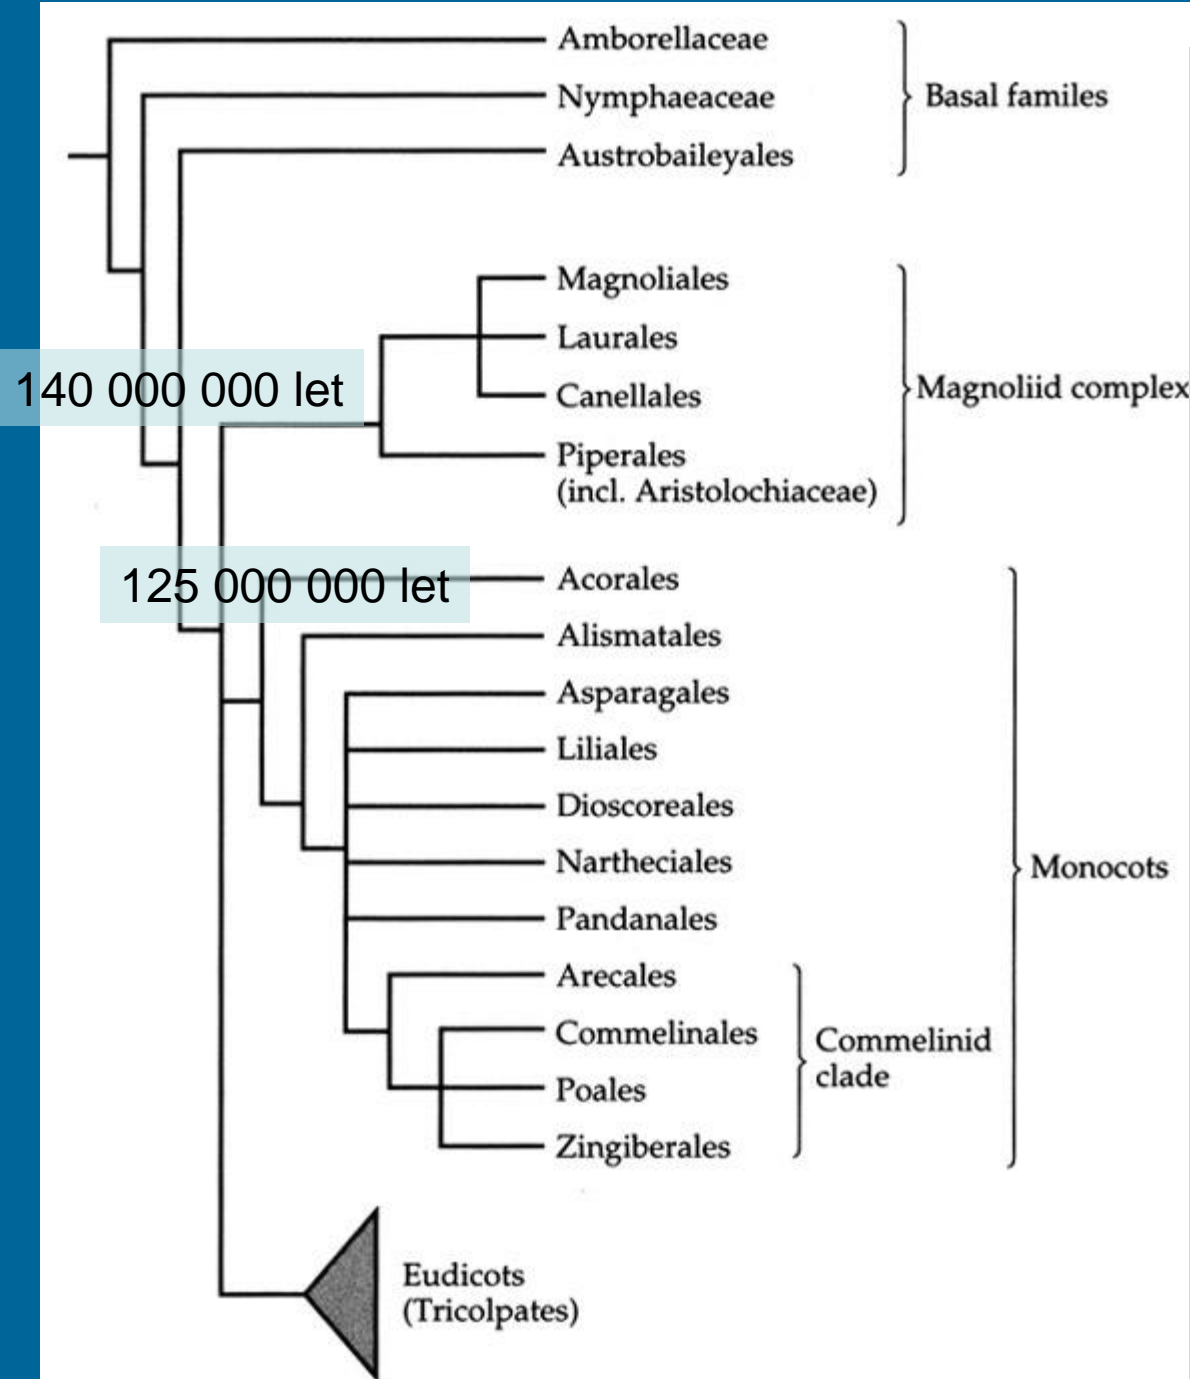 Amborellaceae
Nymphaeaceae
Basal familes
Austrobaileyales
Magnoliales
Laurales
140 000 000 let
Magnoliid complex
Canellales
Piperales
(incl. Aristolochiaceae)
125 000 000 let
Acorales
Alismatales
Asparagales
Liliales
Dioscoreales
Nartheciales
Monocots
Pandanales
Arecales
Commelinales
Commelinid
clade
Poales
Zingiberales
Eudicots
(Tricolpates)